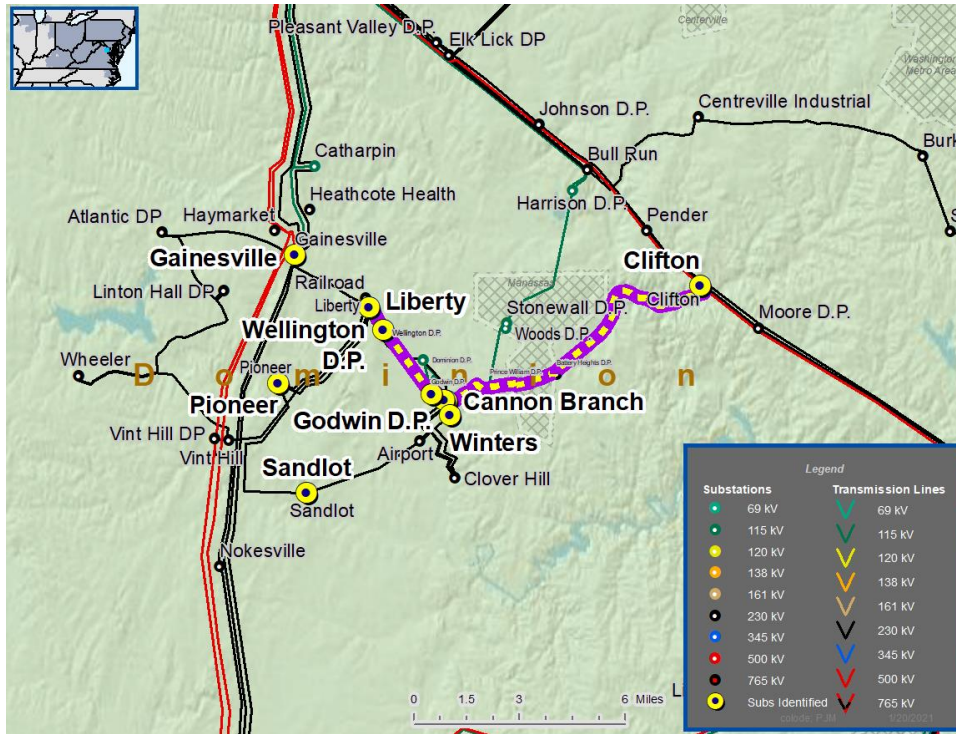 Pleasant Valley D.P.
Elk Lick DP
Centerville
Washington
Metro Area
Johnson D.P.
Centreville Industrial
Catharpin
Bull Run
Burk
Heathcote Health
Harrison D.P.
Atlantic DP
Haymarket
Pender
S
Gainesville
Gainesville
Clifton
Railroad
Manassas
Linton Hall DP
Liberty
Liberty
Clifton
Stonewall D.P.
Moore D.P.
Wellington
D.P.
Wellington D.P.
Woods D.P.
Wheeler
Dominion D.P.
Battery Heights D.P.
Pioneer
Prince William D.P.
D o m i n i o n
Godwin D.P.
Pioneer
Cannon Branch
Godwin D.P.
Vint Hill DP
Winters
Vint Hill
Airport
Sandlot
Clover Hill
Sandlot
Nokesville
Legend
Substations
Transmission Lines
69 kV
69 kV
115 kV
115 kV
120 kV
120 kV
138 kV
138 kV
161 kV
161 kV
230 kV
230 kV
345 kV
345 kV
500 kV
500 kV
765 kV
765 kV
Subs Identified
0 1.5 3 6 Miles
Li
1/20/2021